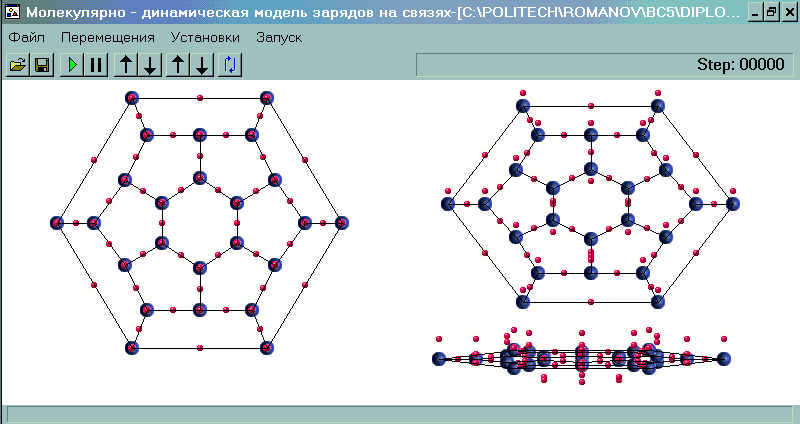 Молекулярно - динамическая модель зарядов на связях-[C:\POLITECH\ROMANOV\BC5\DIPLO...
Файл Перемещения Установки Запуск
Step: 00000